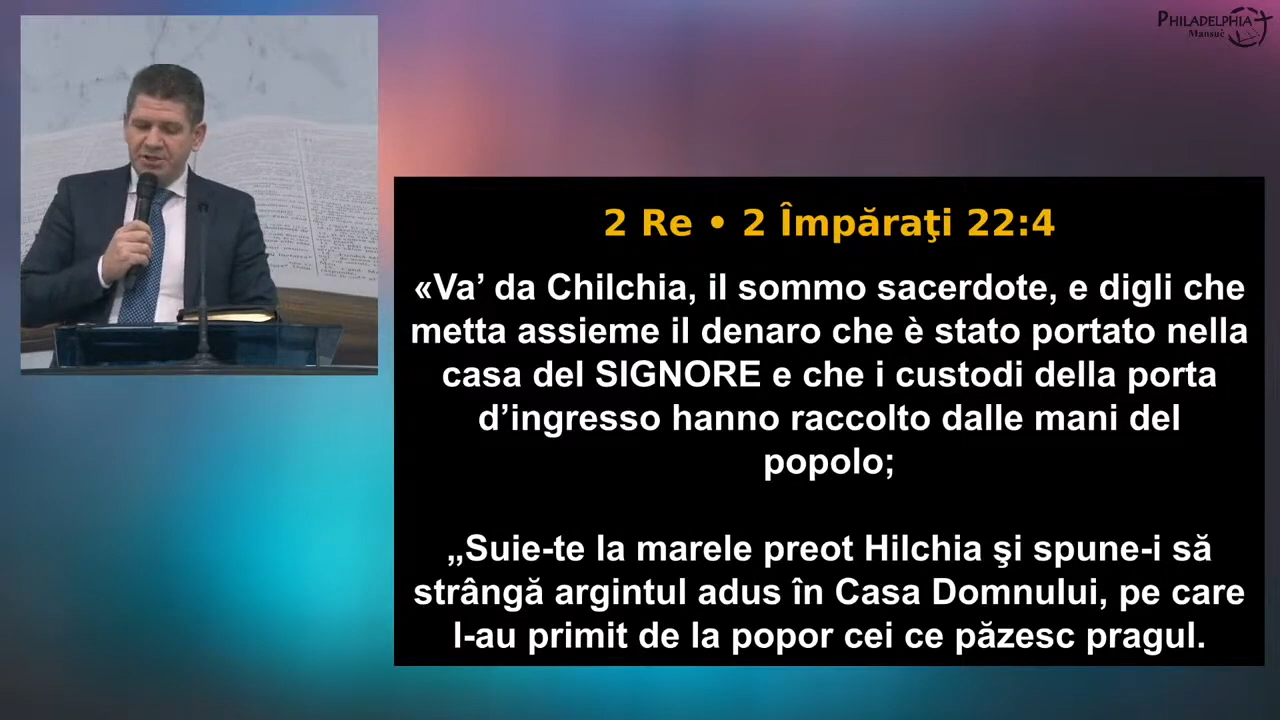 PHILADELPHIA
Mansuè
2 Re • 2 Împăraţi 22:4
«Va’ da Chilchia, il sommo sacerdote, e digli che
metta assieme il denaro che è stato portato nella
casa del SIGNORE e che i custodi della porta
d’ingresso hanno raccolto dalle mani del
popolo;
„Suie-te la marele preot Hilchia şi spune-i să
strângă argintul adus în Casa Domnului, pe care
l-au primit de la popor cei ce păzesc pragul.